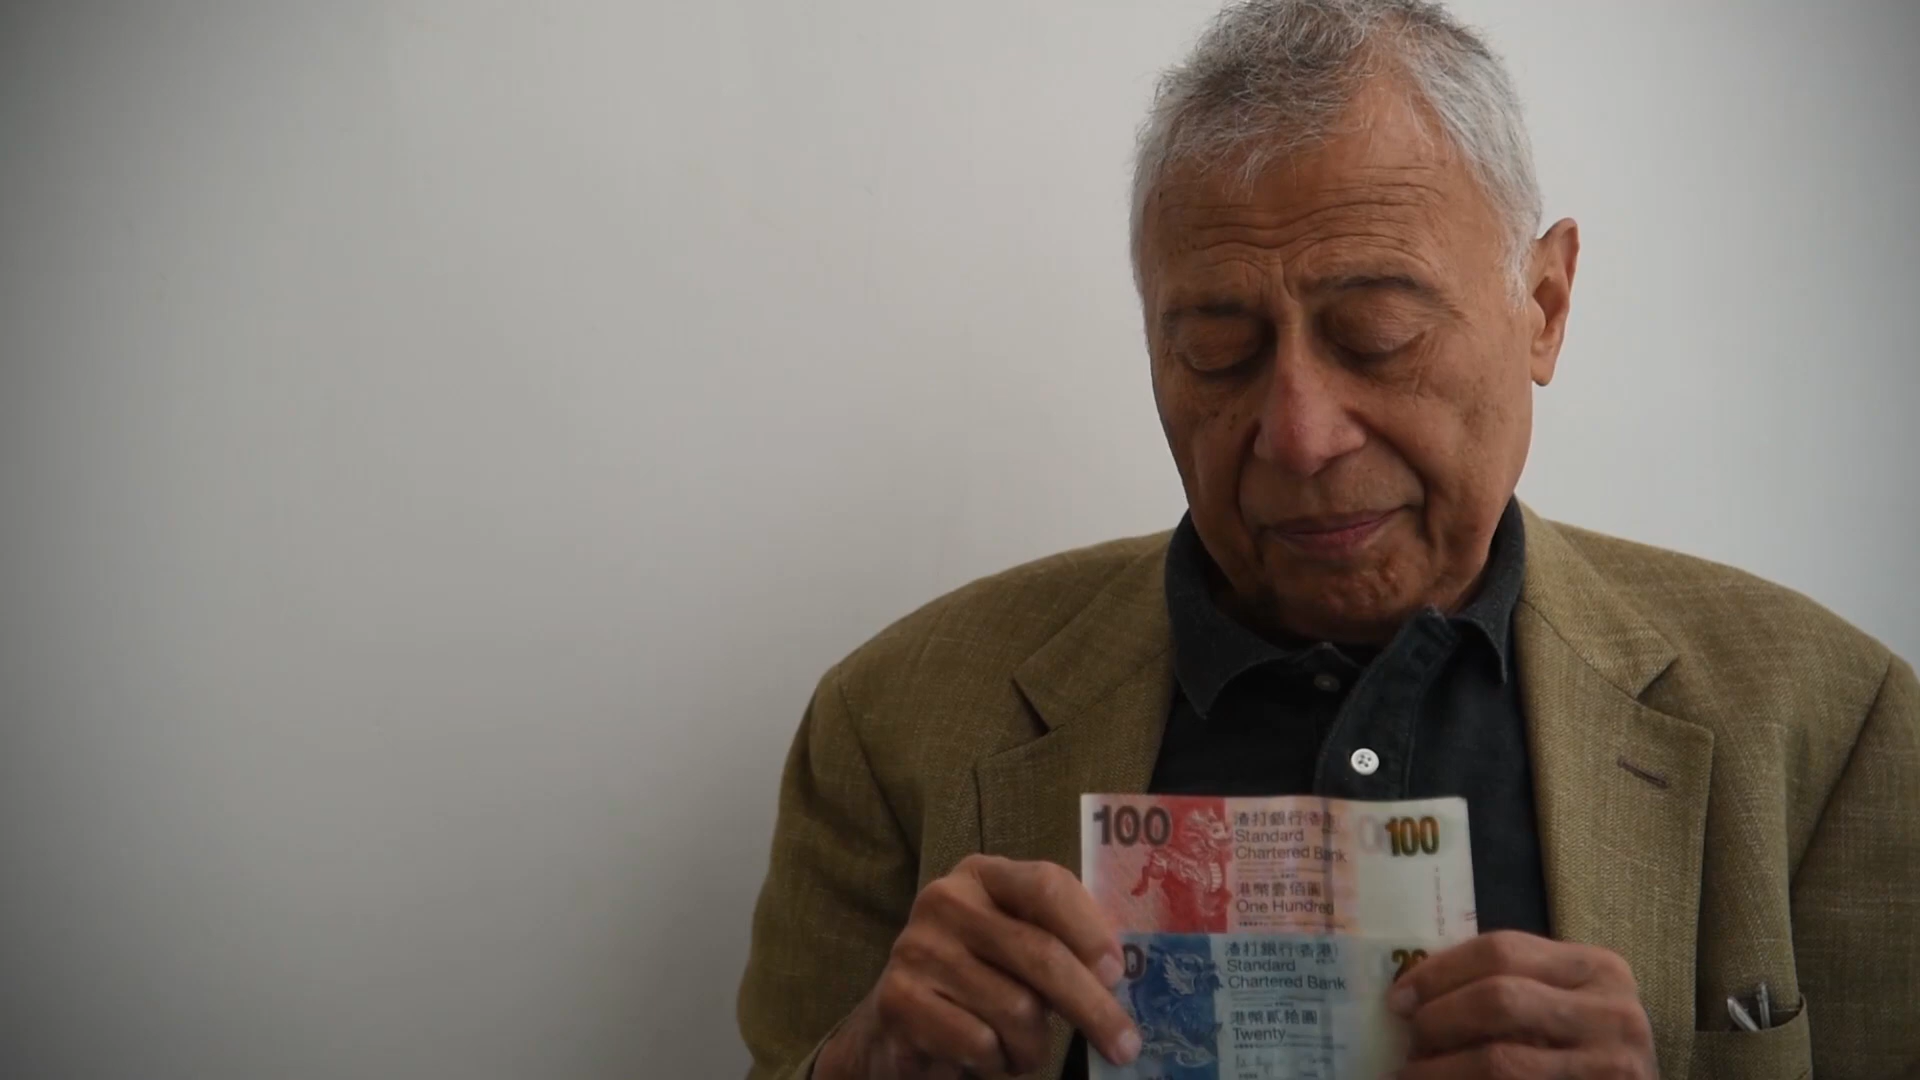 100
渣打銀行(香港)
Standard
Chartered Bank
100
港幣壹佰圓
One Hundred
渣打銀行(香港)
Standard
Chartered Bank
港幣貳拾圓
Twenty